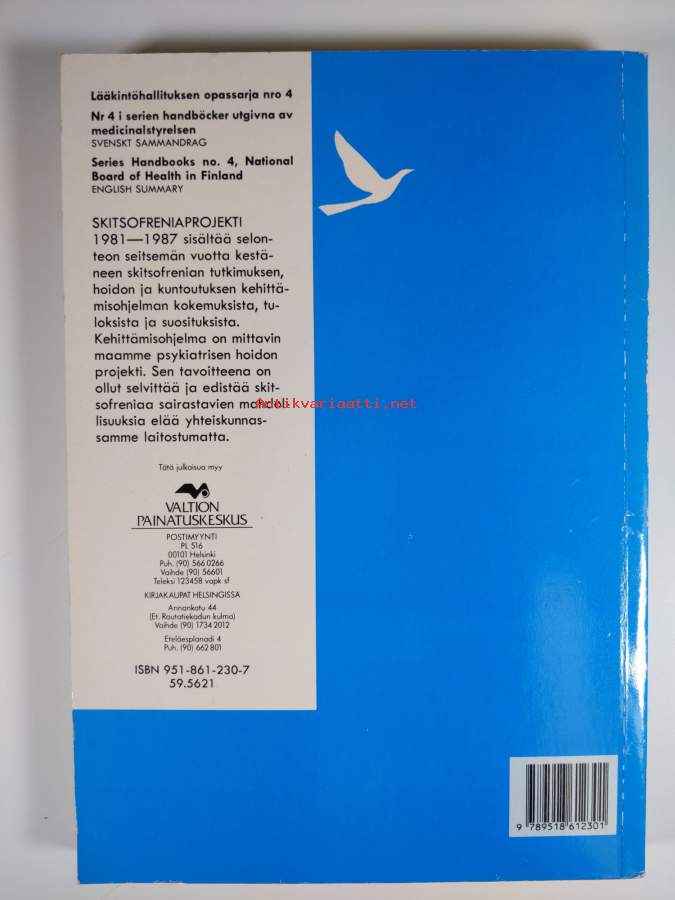 Lääkintöhallituksen opassarja nro 4
Nr 4 i serien handböcker utgivna av
medicinalstyrelsen
SVENSKT SAMMANDRAG
Series Handbooks no. 4, National
Board of Health in Finland
ENGLISH SUMMARY
SKITSOFRENIAPROJEKTI
1981—1987 sisältää selon-
teon seitsemän vuotta kestä-
neen skitsofrenian tutkimuksen,
hoidon ja kuntoutuksen kehittä-
misohjelman kokemuksista, tu-
loksista ja suosituksista.
Kehittämisohjelma on mittavin
maamme psykiatrisen hoidon
projekti. Sen tavoitteena on
ollut selvittää ja edistää skit-
sofreniaa sairastavien mahdol-
lisuuksia elää yhteiskunnas-
samme laitostumatta.
Antikvariaatti.net
Tätä julkaisua myy
VALTION
PAINATUSKESKUS
POSTIMYYNTI
PL 516
00101 Helsinki
Puh. (90) 566 0266
Vaihde (90) 56601
Teleksi 123458 vapk sf
KIRJAKAUPAT HELSINGISSÄ
Annankatu 44
(Et. Rautatiekadun kulma)
Vaihde (90) 1734 2012
Eteläesplanadi 4
Puh. (90) 662 801
ISBN 951-861-230-7
59.5621
9 789518 612301